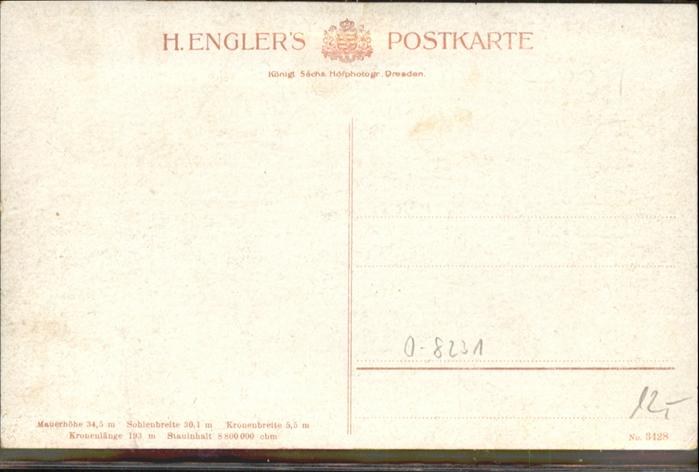 H. ENGLER'S POSTKARTE
Königl. Sächs. Hofphotogr. Dresden.
O-8231
12,-
Mauerhöhe 34,5 m Sohlenbreite 30,1 m Kronenbreite 5,5 m
Kronenlänge 193 m Stauinhalt 8 800 000 cbm
No. 3428